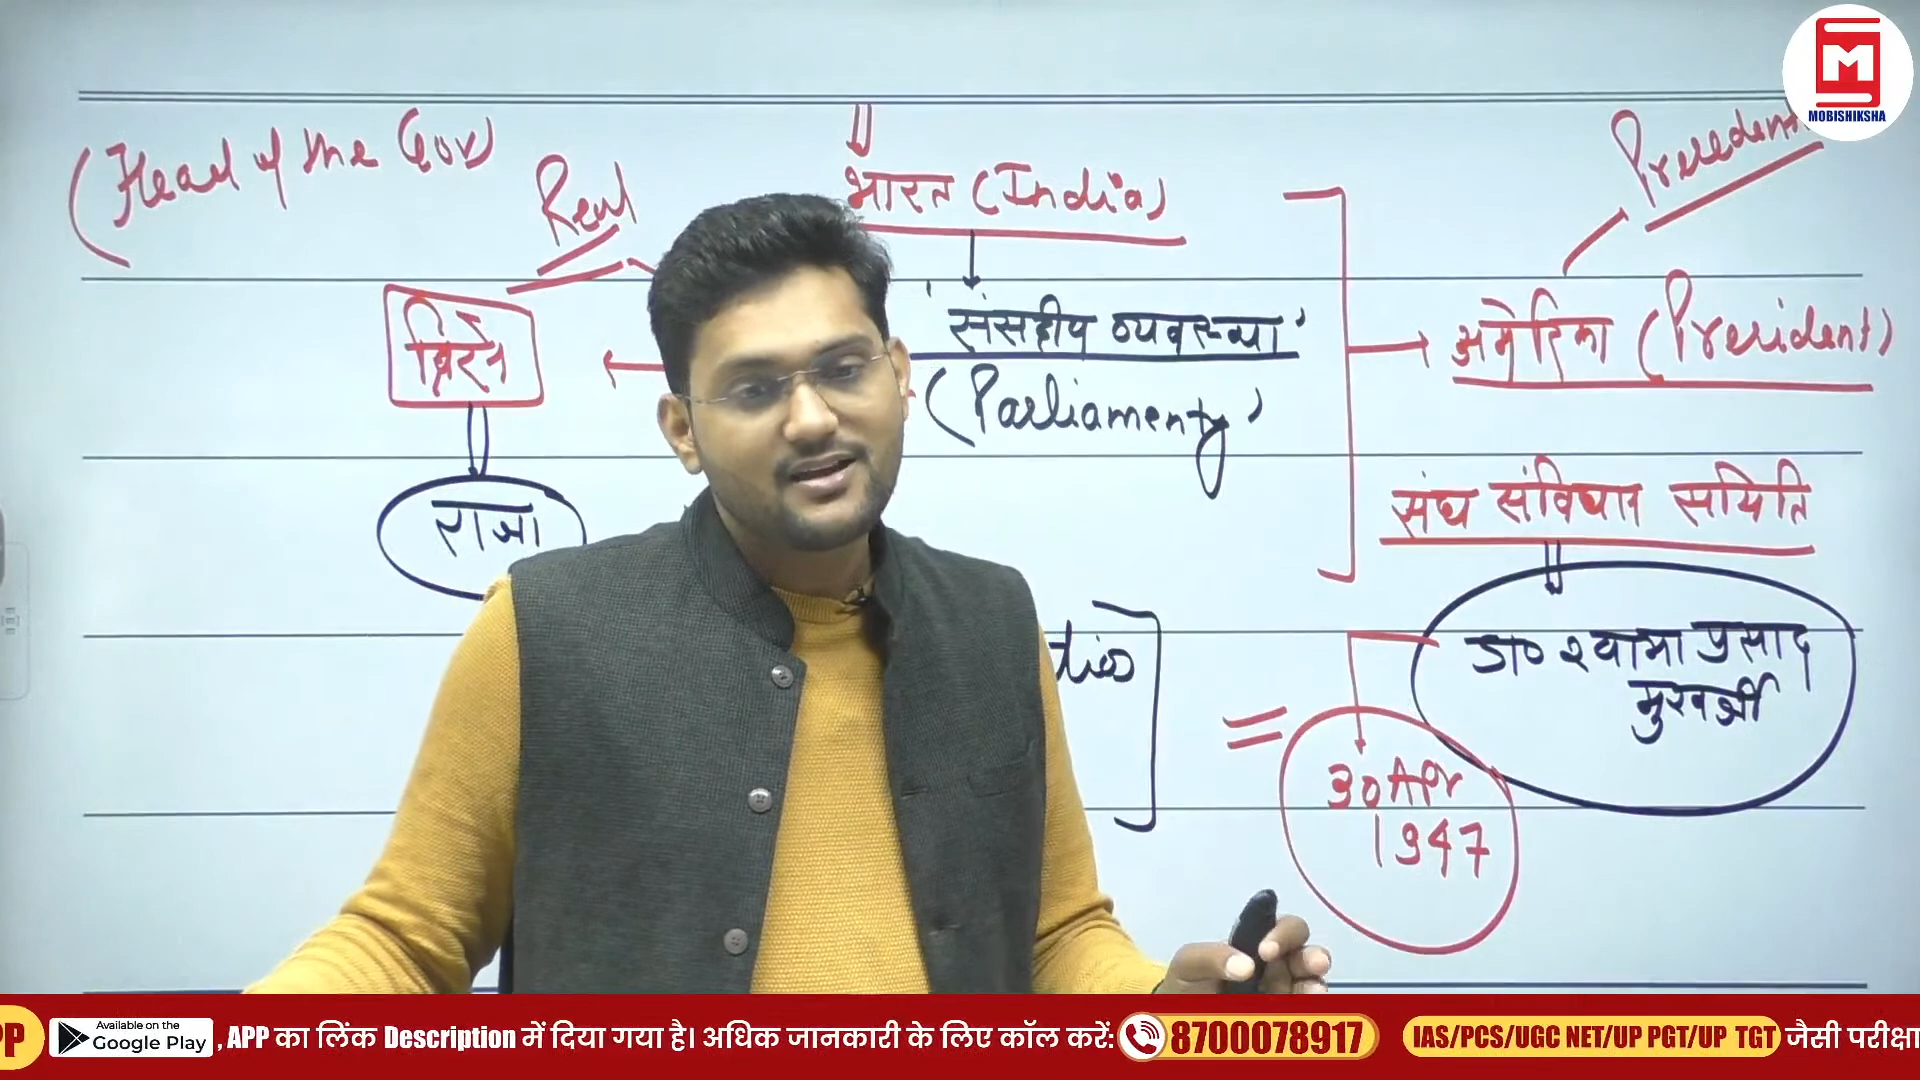 MOBISHIKSHA
(Head of the Gov)
Real
भारत (India)
Presedent
ब्रिटेन
'संसदीय व्यवस्था'
(Parliamenty)
अमेरिका (President)
राजा
संघ संविधान समिति
डा० श्यामा प्रसाद
मुखर्जी
=
30 Apr
1947
Available on the
Google Play
, APP का लिंक Description में दिया गया है। अधिक जानकारी के लिए कॉल करें: 8700078917 IAS/PCS/UGC NET/UP PGT/UP TGT जैसी परीक्षा